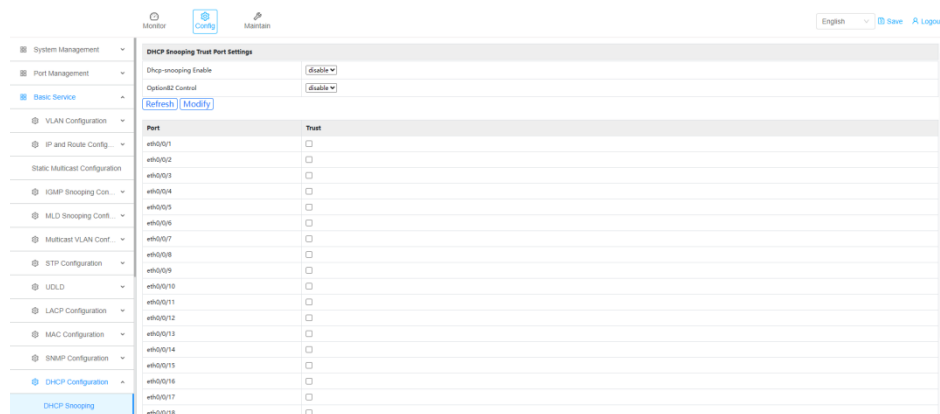 Monitor Config Maintain English Save Logou
System Management
Port Management
Basic Service
VLAN Configuration
IP and Route Config...
Static Multicast Configuration
IGMP Snooping Con...
MLD Snooping Confi...
Multicast VLAN Conf...
STP Configuration
UDLD
LACP Configuration
MAC Configuration
SNMP Configuration
DHCP Configuration
DHCP Snooping
DHCP Snooping Trust Port Settings
Dhcp-snooping Enable disable
Option82 Control disable
Refresh Modify
Port Trust
eth0/0/1
eth0/0/2
eth0/0/3
eth0/0/4
eth0/0/5
eth0/0/6
eth0/0/7
eth0/0/8
eth0/0/9
eth0/0/10
eth0/0/11
eth0/0/12
eth0/0/13
eth0/0/14
eth0/0/15
eth0/0/16
eth0/0/17
eth0/0/18